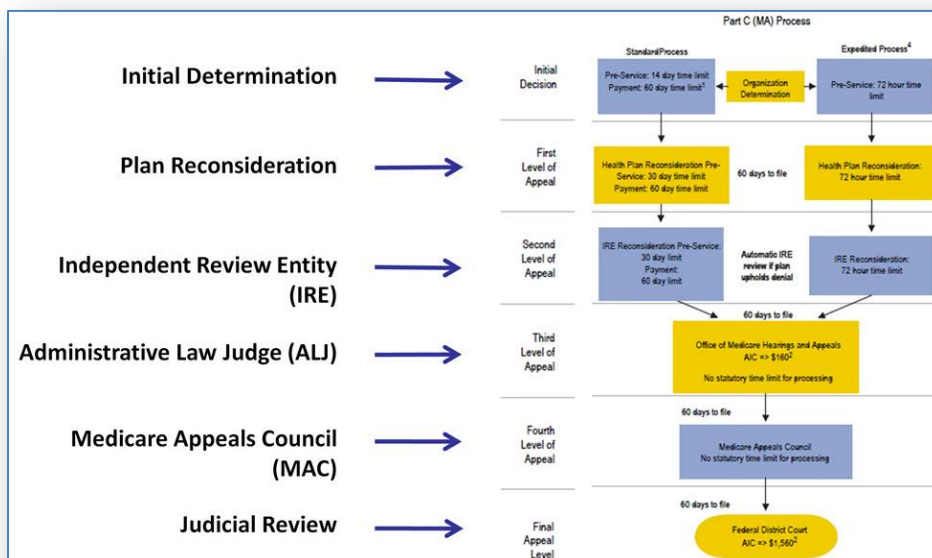 Part C (MA) Process
Standard Process
Expedited Process4
Initial Determination
Initial
Decision
Pre-Service: 14 day time limit
Payment: 60 day time limit1
Organization
Determination
Pre-Service: 72 hour time
limit
Plan Reconsideration
First
Level of
Appeal
Health Plan Reconsideration Pre-
Service: 30 day time limit
Payment: 60 day time limit
60 days to file
Health Plan Reconsideration:
72 hour time limit
Independent Review Entity
(IRE)
Second
Level of
Appeal
IRE Reconsideration Pre-Service:
30 day limit
Payment:
60 day limit
Automatic IRE
review if plan
upholds denial
IRE Reconsideration:
72 hour time limit
60 days to file
Administrative Law Judge (ALJ)
Third
Level of
Appeal
Office of Medicare Hearings and Appeals
AIC => $1602
No statutory time limit for processing
60 days to file
Medicare Appeals Council
(MAC)
Fourth
Level of
Appeal
Medicare Appeals Council
No statutory time limit for processing
60 days to file
Judicial Review
Final
Appeal
Level
Federal District Court
AIC => $1,5602